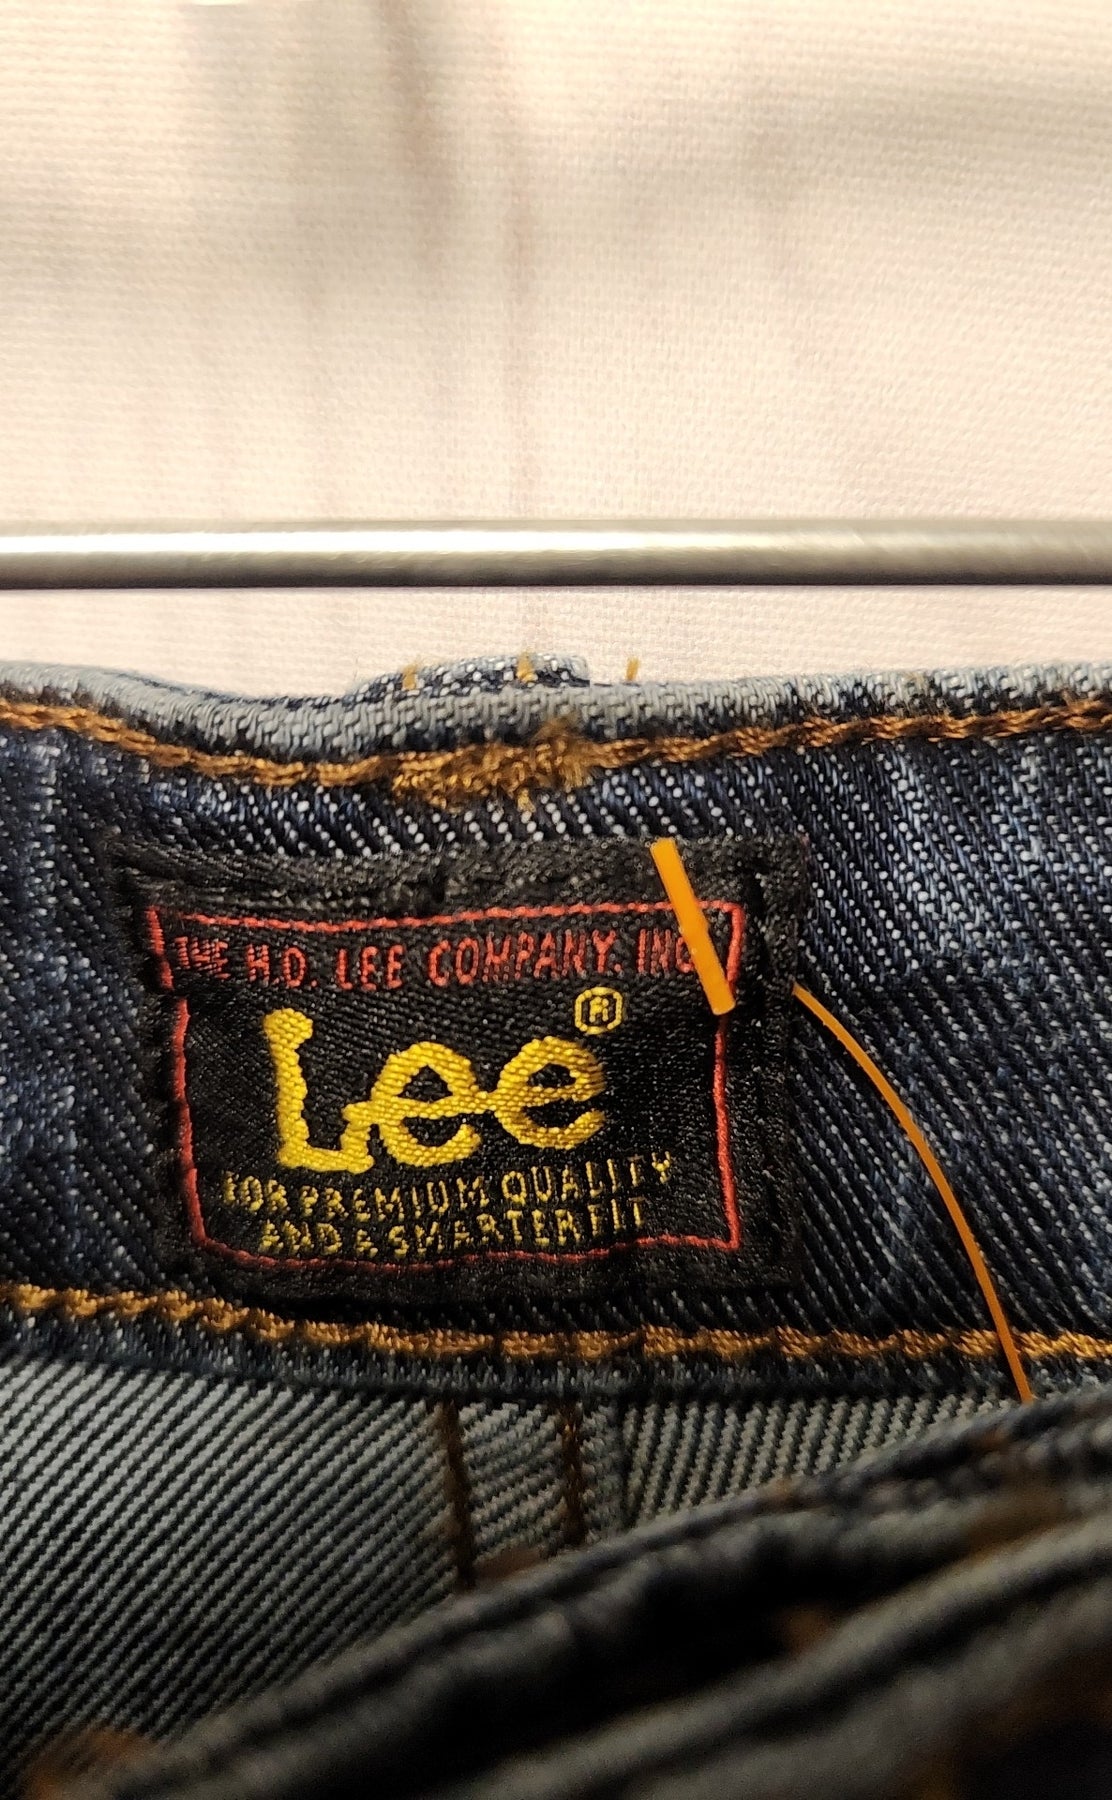 THE H.D. LEE COMPANY, INC.
Lee®
FOR PREMIUM QUALITY
AND A SMARTER FIT